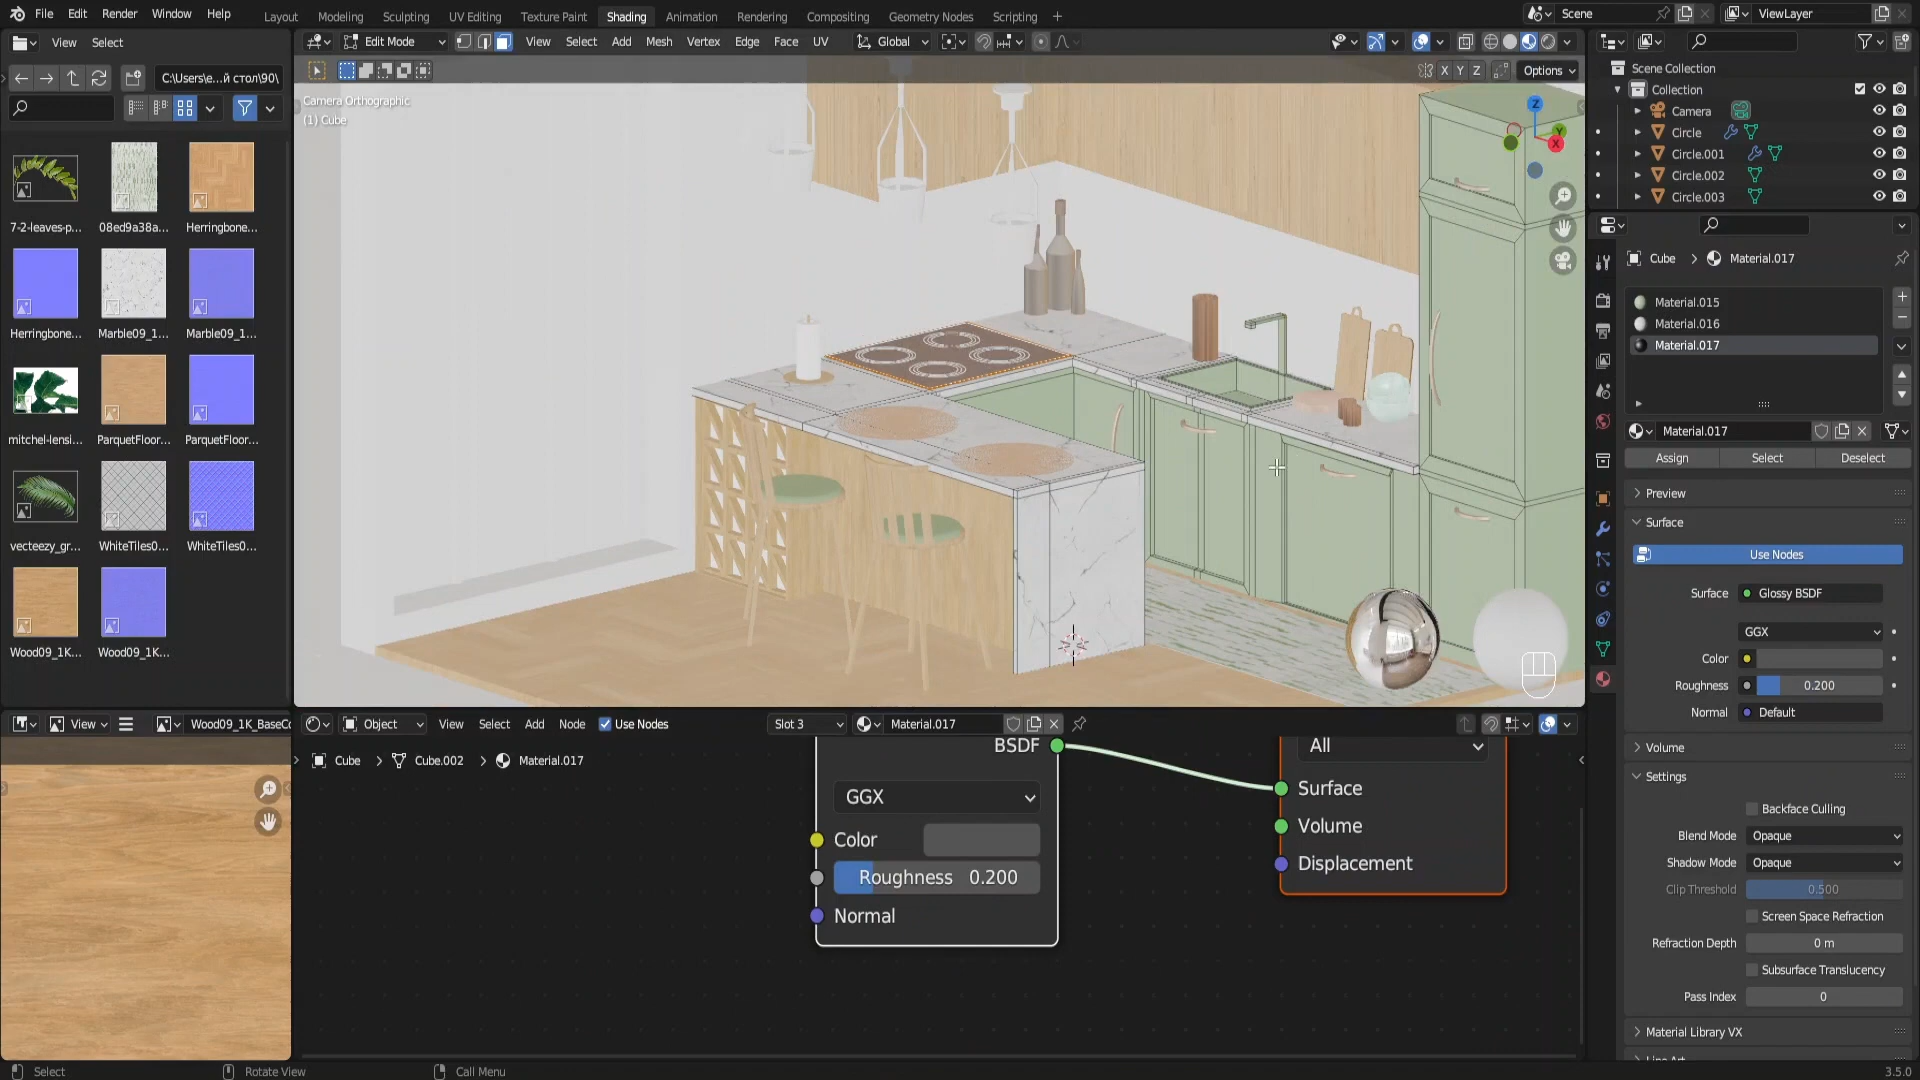 File Edit Render Window Help Layout Modeling Sculpting UV Editing Texture Paint Shading Animation Rendering Compositing Geometry Nodes Scripting + Scene ViewLayer
View Select Edit Mode View Select Add Mesh Vertex Edge Face UV Global
C:\Users\e...й стол\90\ X Y Z Options
Scene Collection
Collection
Camera
Circle
Circle.001
Circle.002
Circle.003
Camera Orthographic
(1) Cube
Z
Y
X
7-2-leaves-p... 08ed9a38a... Herringbone...
Herringbone... Marble09_1... Marble09_1...
mitchel-lensi... ParquetFloor... ParquetFloor...
vecteezy_gr... WhiteTiles0... WhiteTiles0...
Wood09_1K... Wood09_1K...
Cube > Material.017
Material.015
Material.016
Material.017
Material.017
Assign Select Deselect
Preview
Surface
Use Nodes
Surface Glossy BSDF
GGX
Color
Roughness 0.200
Normal Default
Volume
Settings
Backface Culling
Blend Mode Opaque
Shadow Mode Opaque
Clip Threshold 0.500
Screen Space Refraction
Refraction Depth 0 m
Subsurface Translucency
Pass Index 0
Material Library VX
Line Art
View Wood09_1K_BaseCo
Object View Select Add Node Use Nodes Slot 3 Material.017
Cube > Cube.002 > Material.017
BSDF
GGX
Color
Roughness 0.200
Normal
All
Surface
Volume
Displacement
Select Rotate View Call Menu 3.5.0